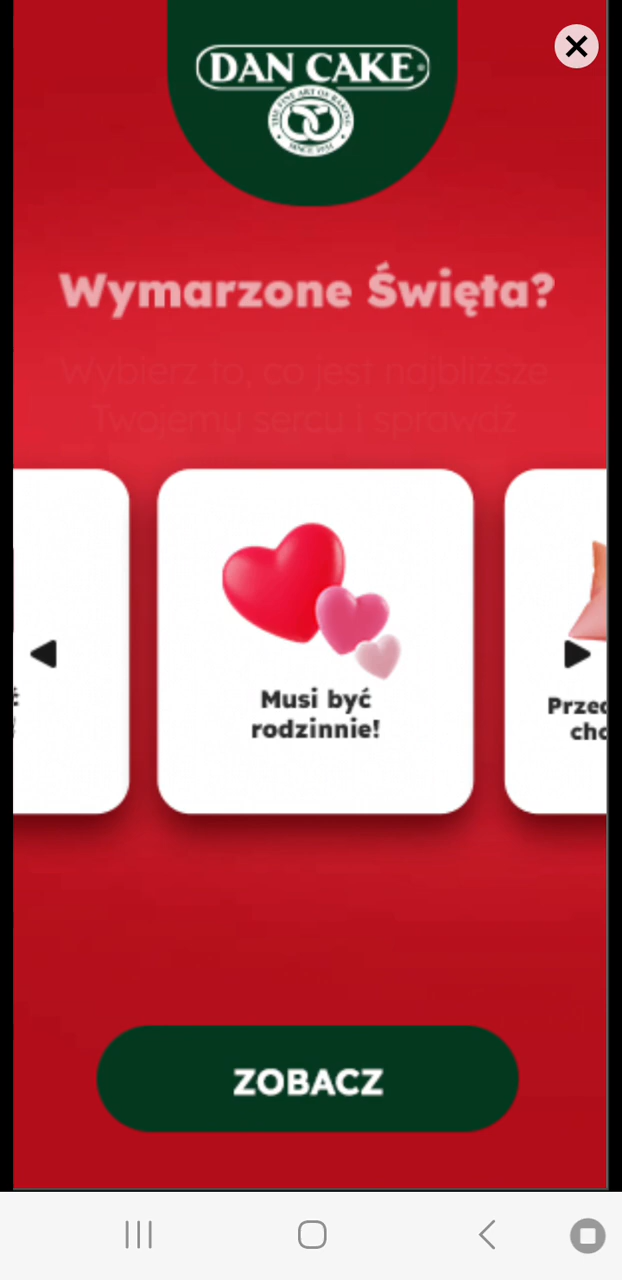 DAN CAKE
THE FINE ART OF BAKING
SINCE 1931
Wymarzone Święta?
Wybierz to, co jest najbliższe
Twojemu sercu i sprawdź
Musi być
rodzinnie!
ZOBACZ